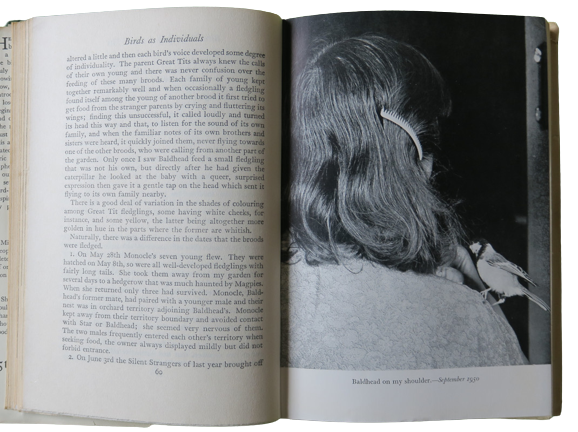 Birds as Individuals
altered a little and then each bird's voice developed some degree
of individuality. The parent Great Tits always knew the calls
of their own young and there was never confusion over the
feeding of these many broods. Each family of young kept
together remarkably well and when occasionally a fledgling
found itself among the young of another brood it first tried to
get food from the stranger parents by crying and fluttering its
wings; finding this unsuccessful, it called loudly and turned
its head this way and that, to listen for the sound of its own
family, and when the familiar notes of its own brothers and
sisters were heard, it quickly joined them, never flying towards
one of the other broods, who were calling from another part of
the garden. Only once I saw Baldhead feed a small fledgling
that was not his own, but directly after he had given the
caterpillar he looked at the baby with a queer, surprised
expression then gave it a gentle tap on the head which sent it
flying to its own family nearby.
There is a good deal of variation in the shades of colouring
among Great Tit fledglings, some having white cheeks, for
instance, and some yellow, the latter being altogether more
golden in hue in the parts where the former are whitish.
Naturally, there was a difference in the dates that the broods
were fledged.
1. On May 28th Monocle's seven young flew. They were
hatched on May 8th, so were all well-developed fledglings with
fairly long tails. She took them away from my garden for
several days to a hedgerow that was much haunted by Magpies.
When she returned only three had survived. Monocle, Bald-
head's former mate, had paired with a younger male and their
nest was in orchard territory adjoining Baldhead's. Monocle
kept away from their territory boundary and avoided contact
with Star or Baldhead; she seemed very nervous of them.
The two males frequently entered each other's territory when
seeking food, the owner always displayed mildly but did not
forbid entrance.
2. On June 3rd the Silent Strangers of last year brought off
60
Baldhead on my shoulder.—September 1950